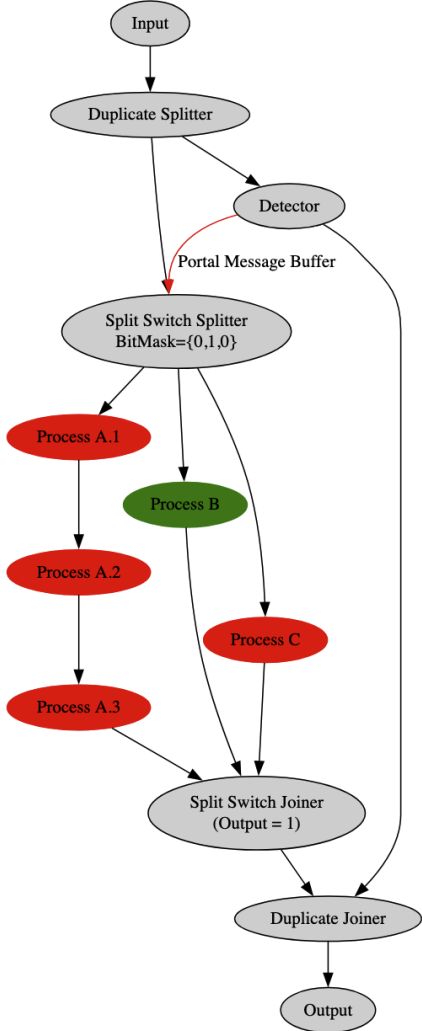 Input
Duplicate Splitter
Detector
Portal Message Buffer
Split Switch Splitter
BitMask={0,1,0}
Process A.1
Process B
Process A.2
Process C
Process A.3
Split Switch Joiner
(Output = 1)
Duplicate Joiner
Output